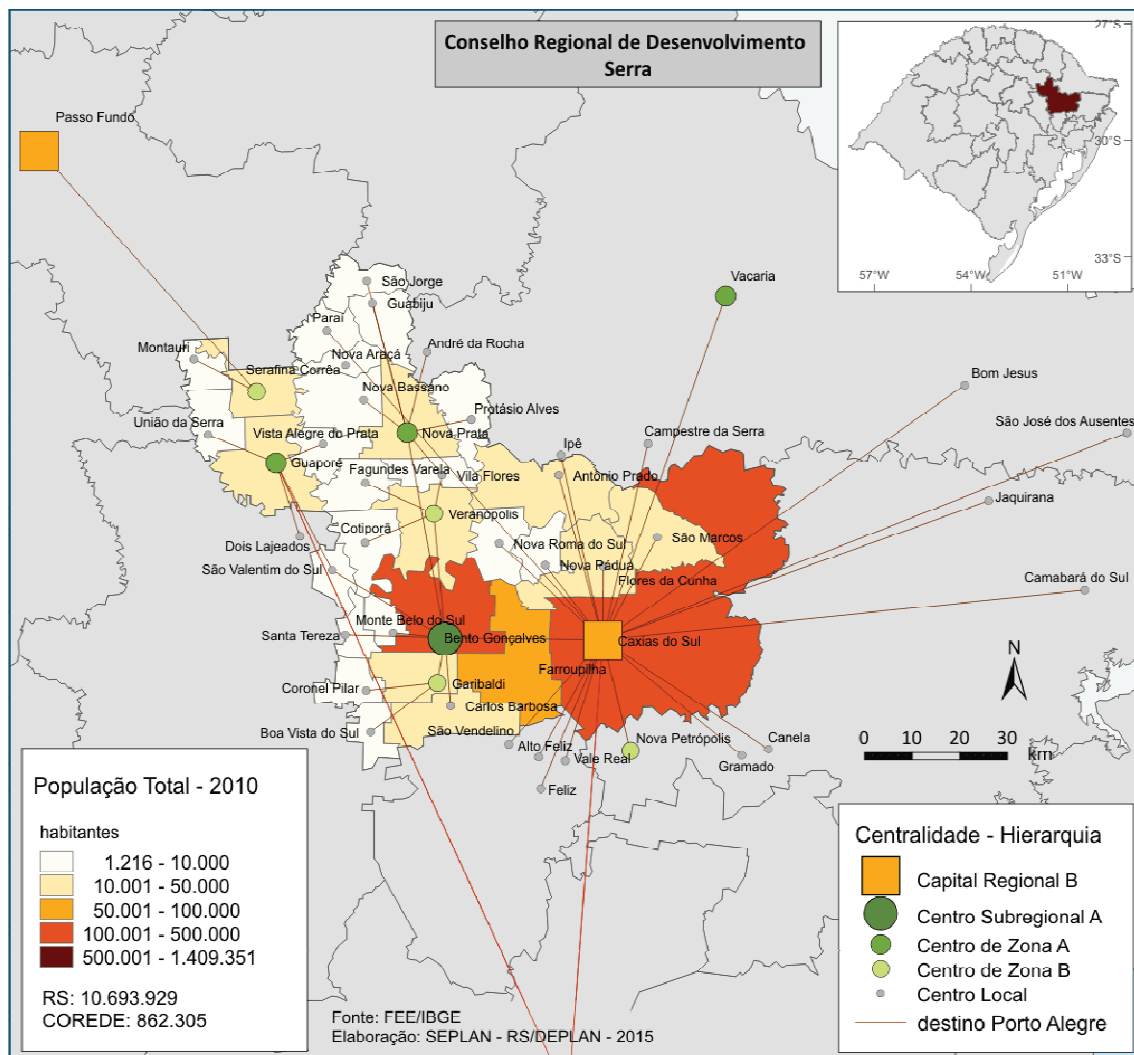 Conselho Regional de Desenvolvimento
Serra
27°S
30°S
33°S
57°W
54°W
51°W
Passo Fundo
Vacaria
São Jorge
Guabiju
Paraí
André da Rocha
Montauri
Nova Araçá
Serafina Corrêa
Bom Jesus
Nova Bassano
Protásio Alves
União da Serra
Vista Alegre do Prata
Nova Prata
Ipê
Campestre da Serra
São José dos Ausentes
Guaporé
Fagundes Varela
Vila Flores
Antônio Prado
Jaquirana
Veranópolis
Cotiporã
Nova Roma do Sul
São Marcos
Dois Lajeados
Nova Pádua
São Valentim do Sul
Flores da Cunha
Camabará do Sul
Monte Belo do Sul
Santa Tereza
Bento Gonçalves
Caxias do Sul
N
Farroupilha
Coronel Pilar
Garibaldi
Carlos Barbosa
Boa Vista do Sul
São Vendelino
Alto Feliz
Nova Petrópolis
Canela
Vale Real
Gramado
Feliz
0 10 20 30
km
População Total - 2010
habitantes
1.216 - 10.000
10.001 - 50.000
50.001 - 100.000
100.001 - 500.000
500.001 - 1.409.351
RS: 10.693.929
COREDE: 862.305
Fonte: FEE/IBGE
Elaboração: SEPLAN - RS/DEPLAN - 2015
Centralidade - Hierarquia
Capital Regional B
Centro Subregional A
Centro de Zona A
Centro de Zona B
Centro Local
destino Porto Alegre